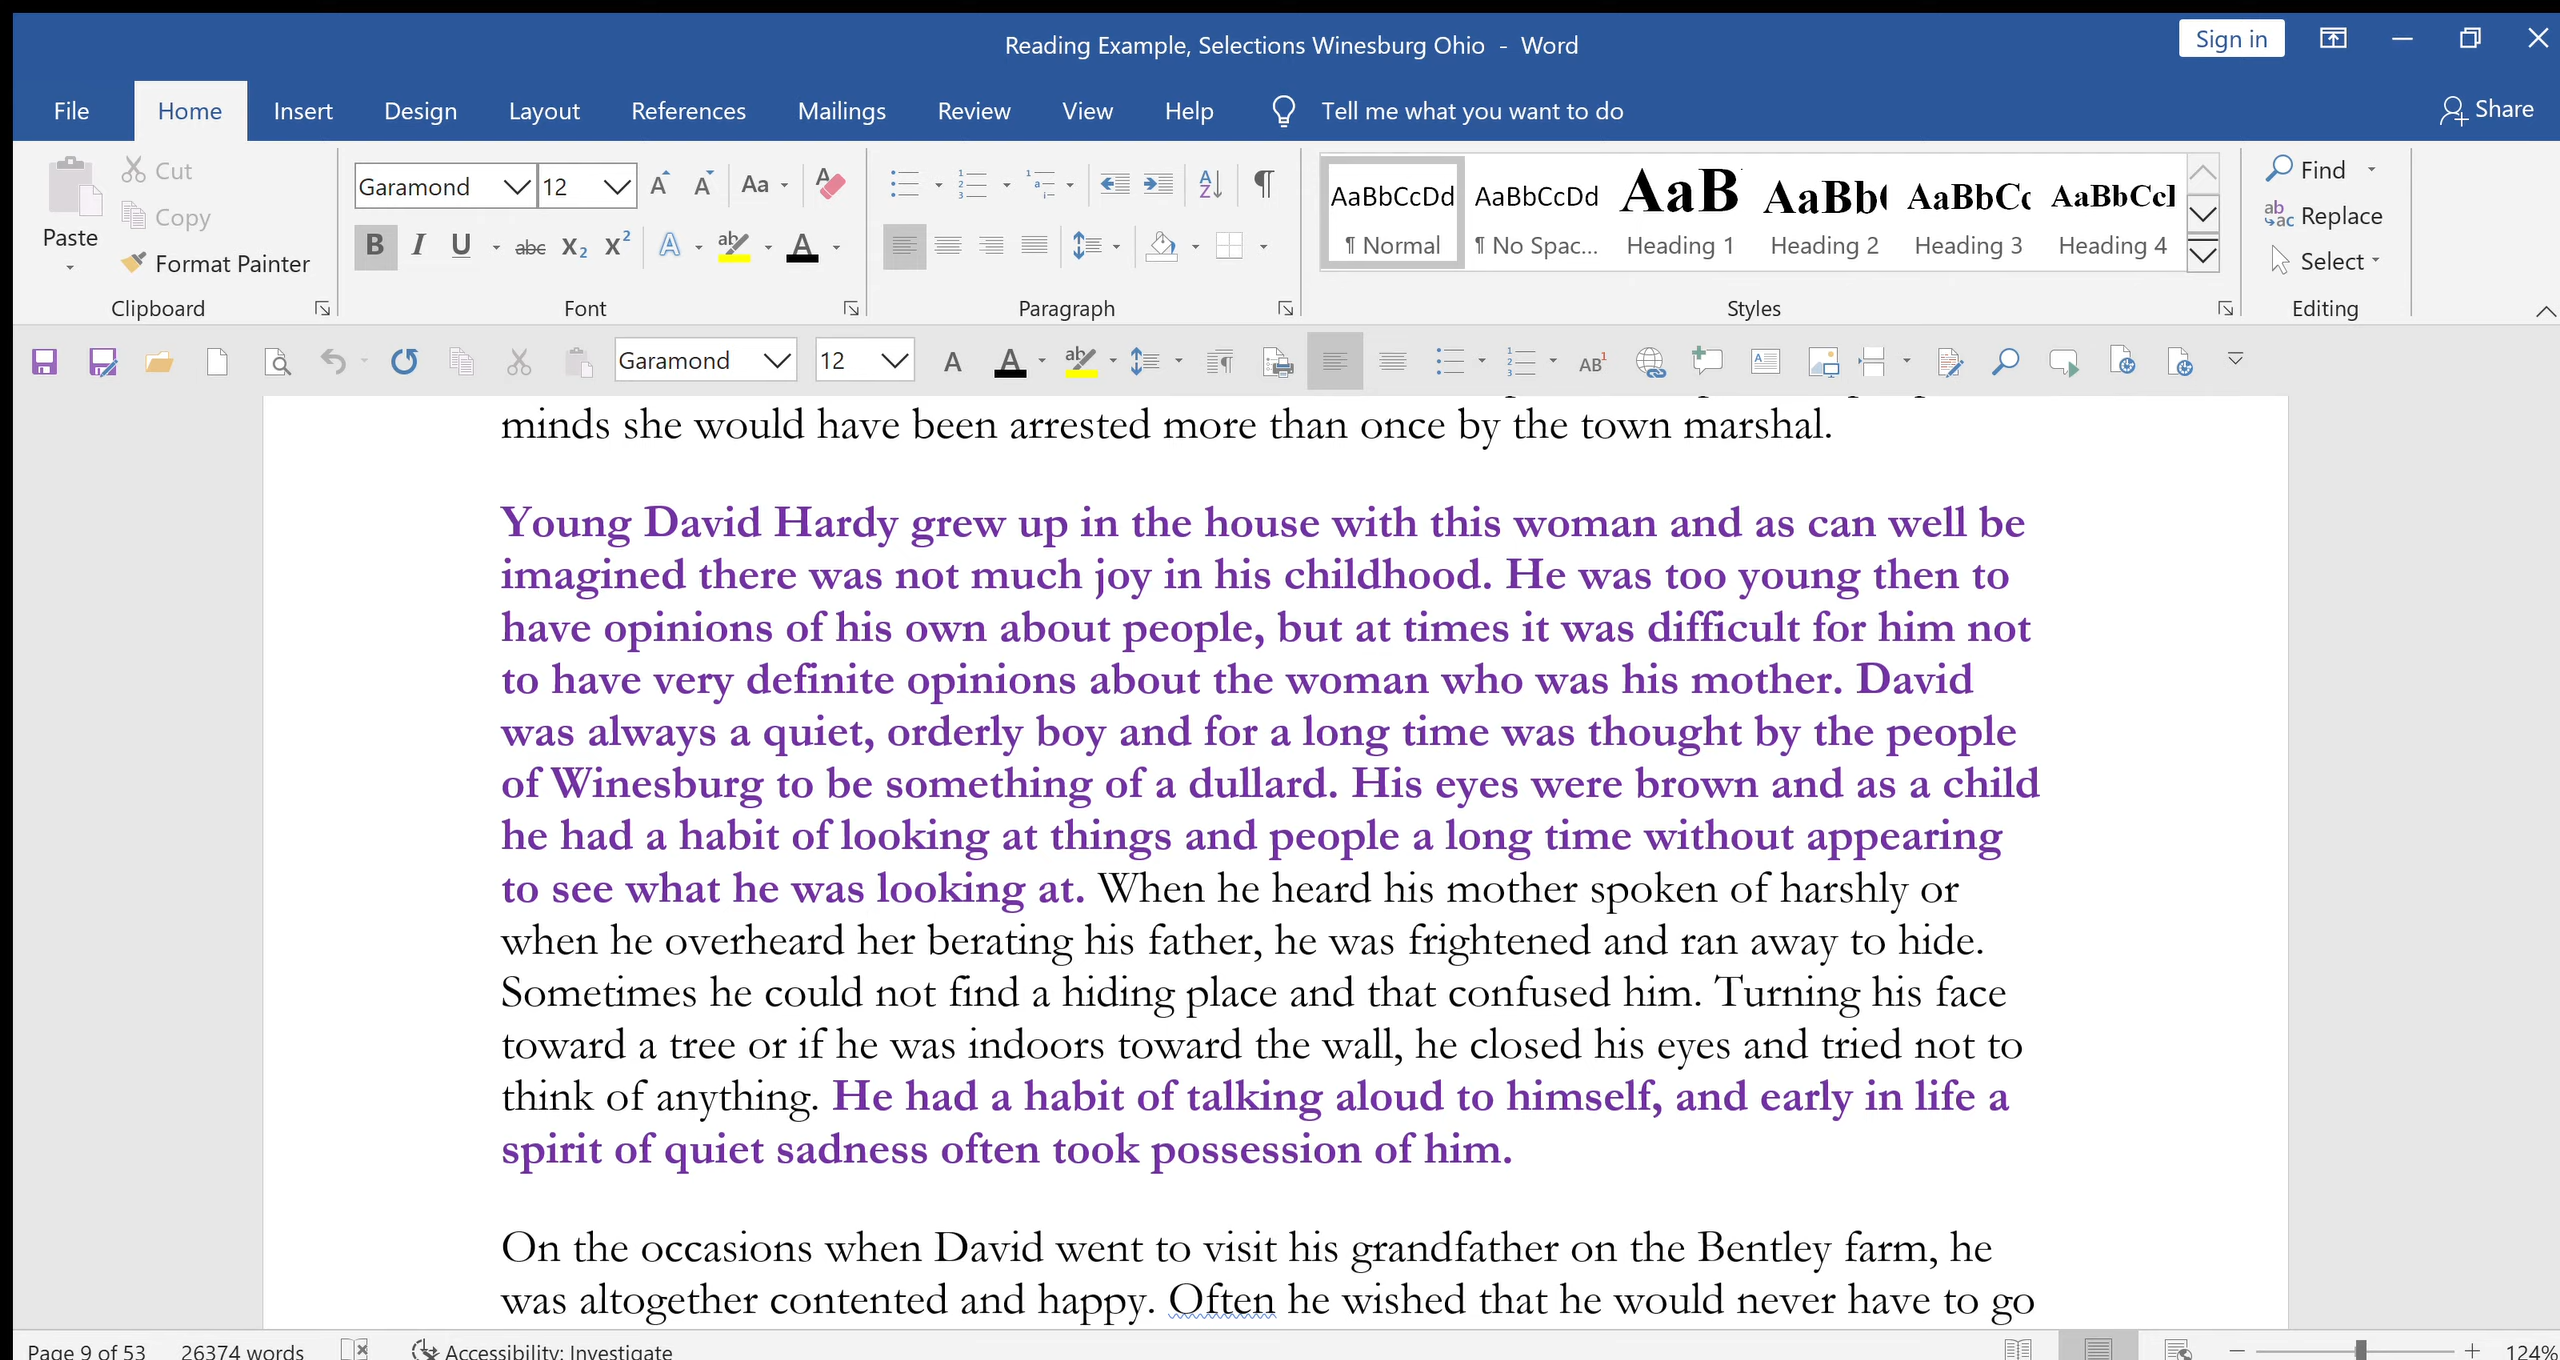 Reading Example, Selections Winesburg Ohio - Word
Sign in
File Home Insert Design Layout References Mailings Review View Help Tell me what you want to do Share
Paste Cut Copy Format Painter
Clipboard
Garamond 12
Font
Paragraph
AaBbCcDd AaBbCcDd AaB AaBb( AaBbCc AaBbCcl
¶ Normal ¶ No Spac... Heading 1 Heading 2 Heading 3 Heading 4
Styles
Find
Replace
Select
Editing
Garamond 12
minds she would have been arrested more than once by the town marshal.
Young David Hardy grew up in the house with this woman and as can well be
imagined there was not much joy in his childhood. He was too young then to
have opinions of his own about people, but at times it was difficult for him not
to have very definite opinions about the woman who was his mother. David
was always a quiet, orderly boy and for a long time was thought by the people
of Winesburg to be something of a dullard. His eyes were brown and as a child
he had a habit of looking at things and people a long time without appearing
to see what he was looking at. When he heard his mother spoken of harshly or
when he overheard her berating his father, he was frightened and ran away to hide.
Sometimes he could not find a hiding place and that confused him. Turning his face
toward a tree or if he was indoors toward the wall, he closed his eyes and tried not to
think of anything. He had a habit of talking aloud to himself, and early in life a
spirit of quiet sadness often took possession of him.
On the occasions when David went to visit his grandfather on the Bentley farm, he
was altogether contented and happy. Often he wished that he would never have to go
Page 9 of 53 26374 words Accessibility: Investigate 124%